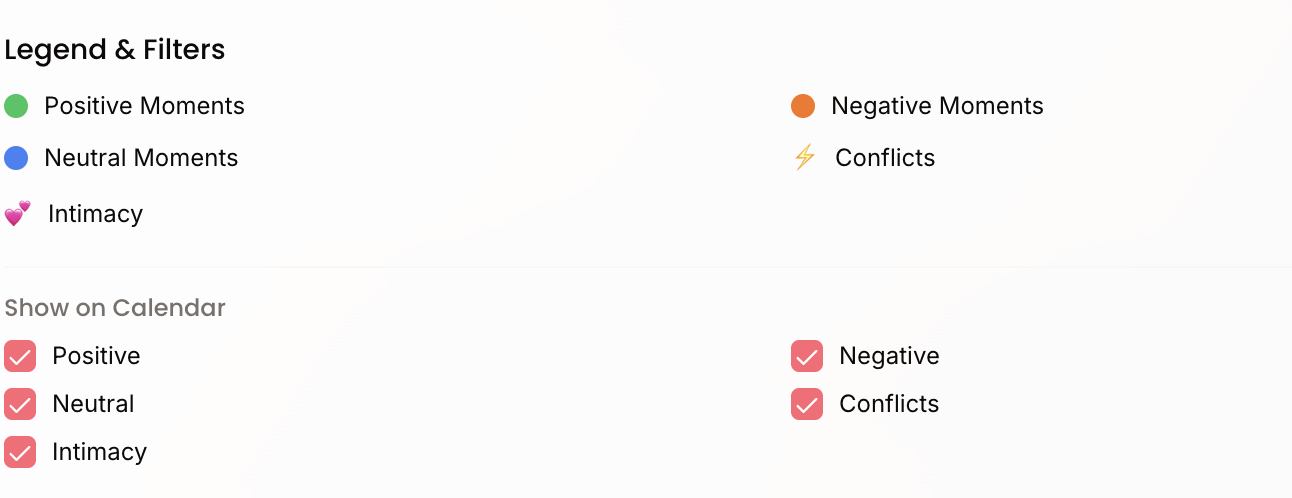 Legend & Filters
Positive Moments
Negative Moments
Neutral Moments
Conflicts
Intimacy
Show on Calendar
Positive
Negative
Neutral
Conflicts
Intimacy